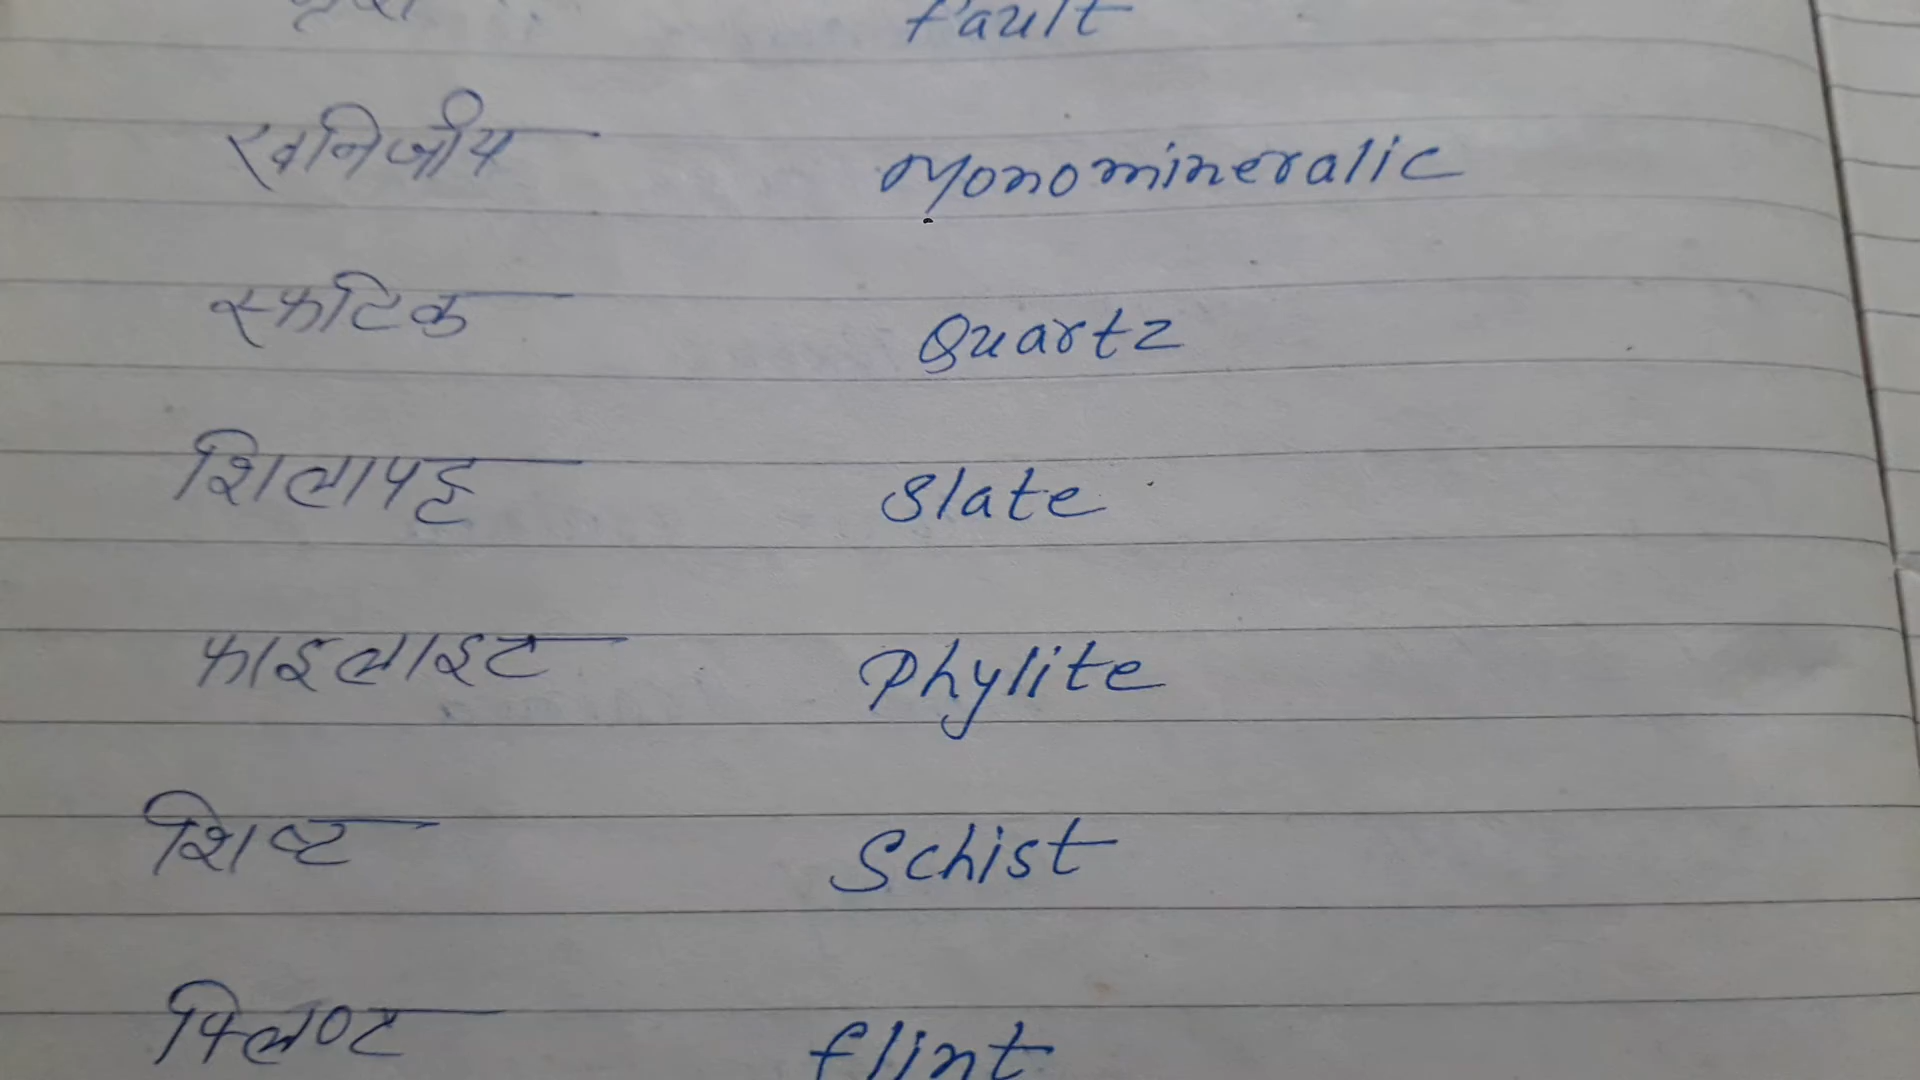 Fault
खनिजीय Monomineralic
स्फटिक Quartz
शिलापट्ट Slate
फाइलाइट Phylite
शिष्ट Schist
फ्लिण्ट flint